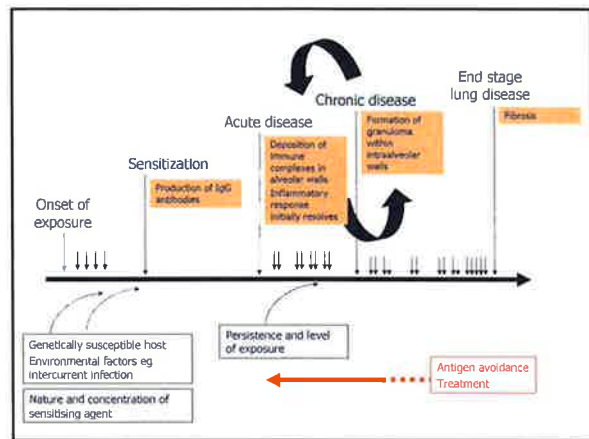 End stage
lung disease
Fibrosis
Chronic disease
Formation of
granuloma
within
intraalveolar
walls
Acute disease
Deposition of
immune
complexes in
alveolar walls
Inflammatory
response
initially resolves
Sensitization
Production of IgG
antibodies
Onset of
exposure
Genetically susceptible host
Environmental factors eg
intercurrent infection
Nature and concentration of
sensitising agent
Persistence and level
of exposure
Antigen avoidance
Treatment